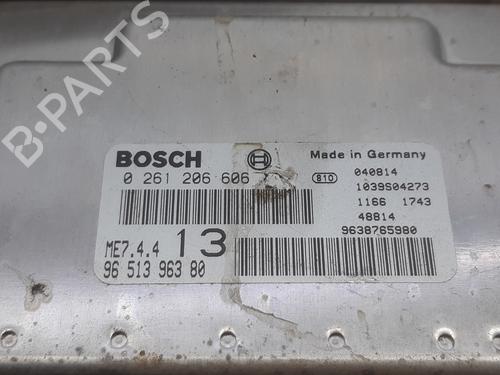 B-PARTS
BOSCH
Made in Germany
0 261 206 606
B10
040814
1039S04273
1166 1743
48814
9638765980
ME7.4.4 13
96 513 963 80